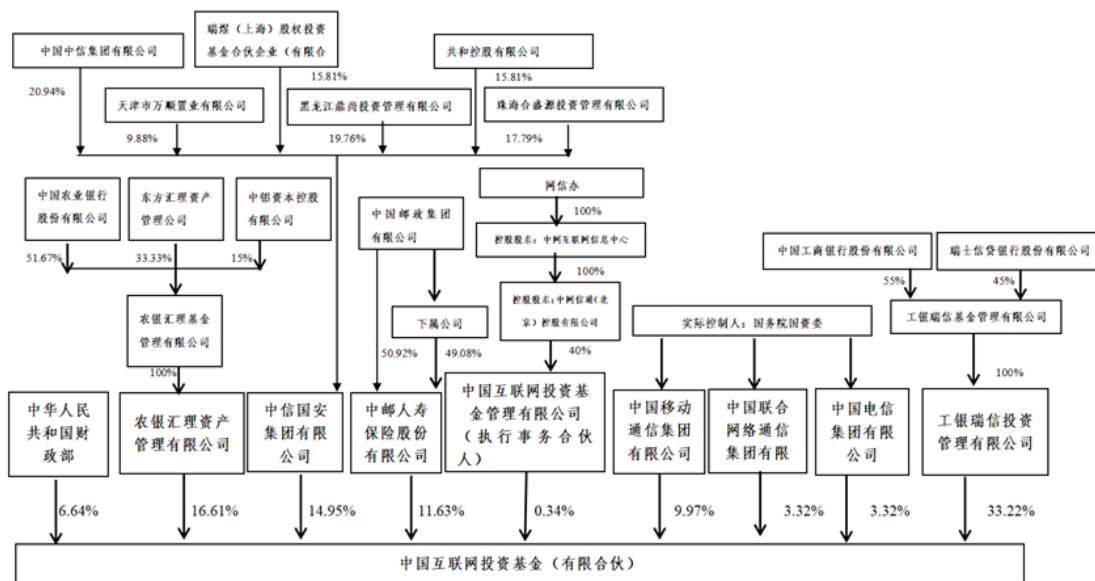 瑞煜（上海）股权投资
基金合伙企业（有限合
中国中信集团有限公司
共和控股有限公司
20.94%
15.81%
15.81%
天津市万顺置业有限公司
黑龙江鼎尚投资管理有限公司
珠海合盛源投资管理有限公司
9.88%
19.76%
17.79%
中国农业银行
股份有限公司
东方汇理资产
管理公司
中铝资本控股
有限公司
中国邮政集团
有限公司
网信办
100%
控股股东：中网互联网信息中心
中国工商银行股份有限公司
瑞士信贷银行股份有限公司
51.67%
33.33%
15%
100%
55%
45%
控股股东：中网信通（北
京）控股有限公司
农银汇理基金
管理有限公司
下属公司
实际控制人：国务院国资委
工银瑞信基金管理有限公司
50.92%
49.08%
40%
100%
100%
中华人民
共和国财
政部
农银汇理资产
管理有限公司
中信国安
集团有限
公司
中邮人寿
保险股份
有限公司
中国互联网投资基
金管理有限公司
（执行事务合伙
人）
中国移动
通信集团
有限公司
中国联合
网络通信
集团有限
中国电信
集团有限
公司
工银瑞信投资
管理有限公司
6.64%
16.61%
14.95%
11.63%
0.34%
9.97%
3.32%
3.32%
33.22%
中国互联网投资基金（有限合伙）